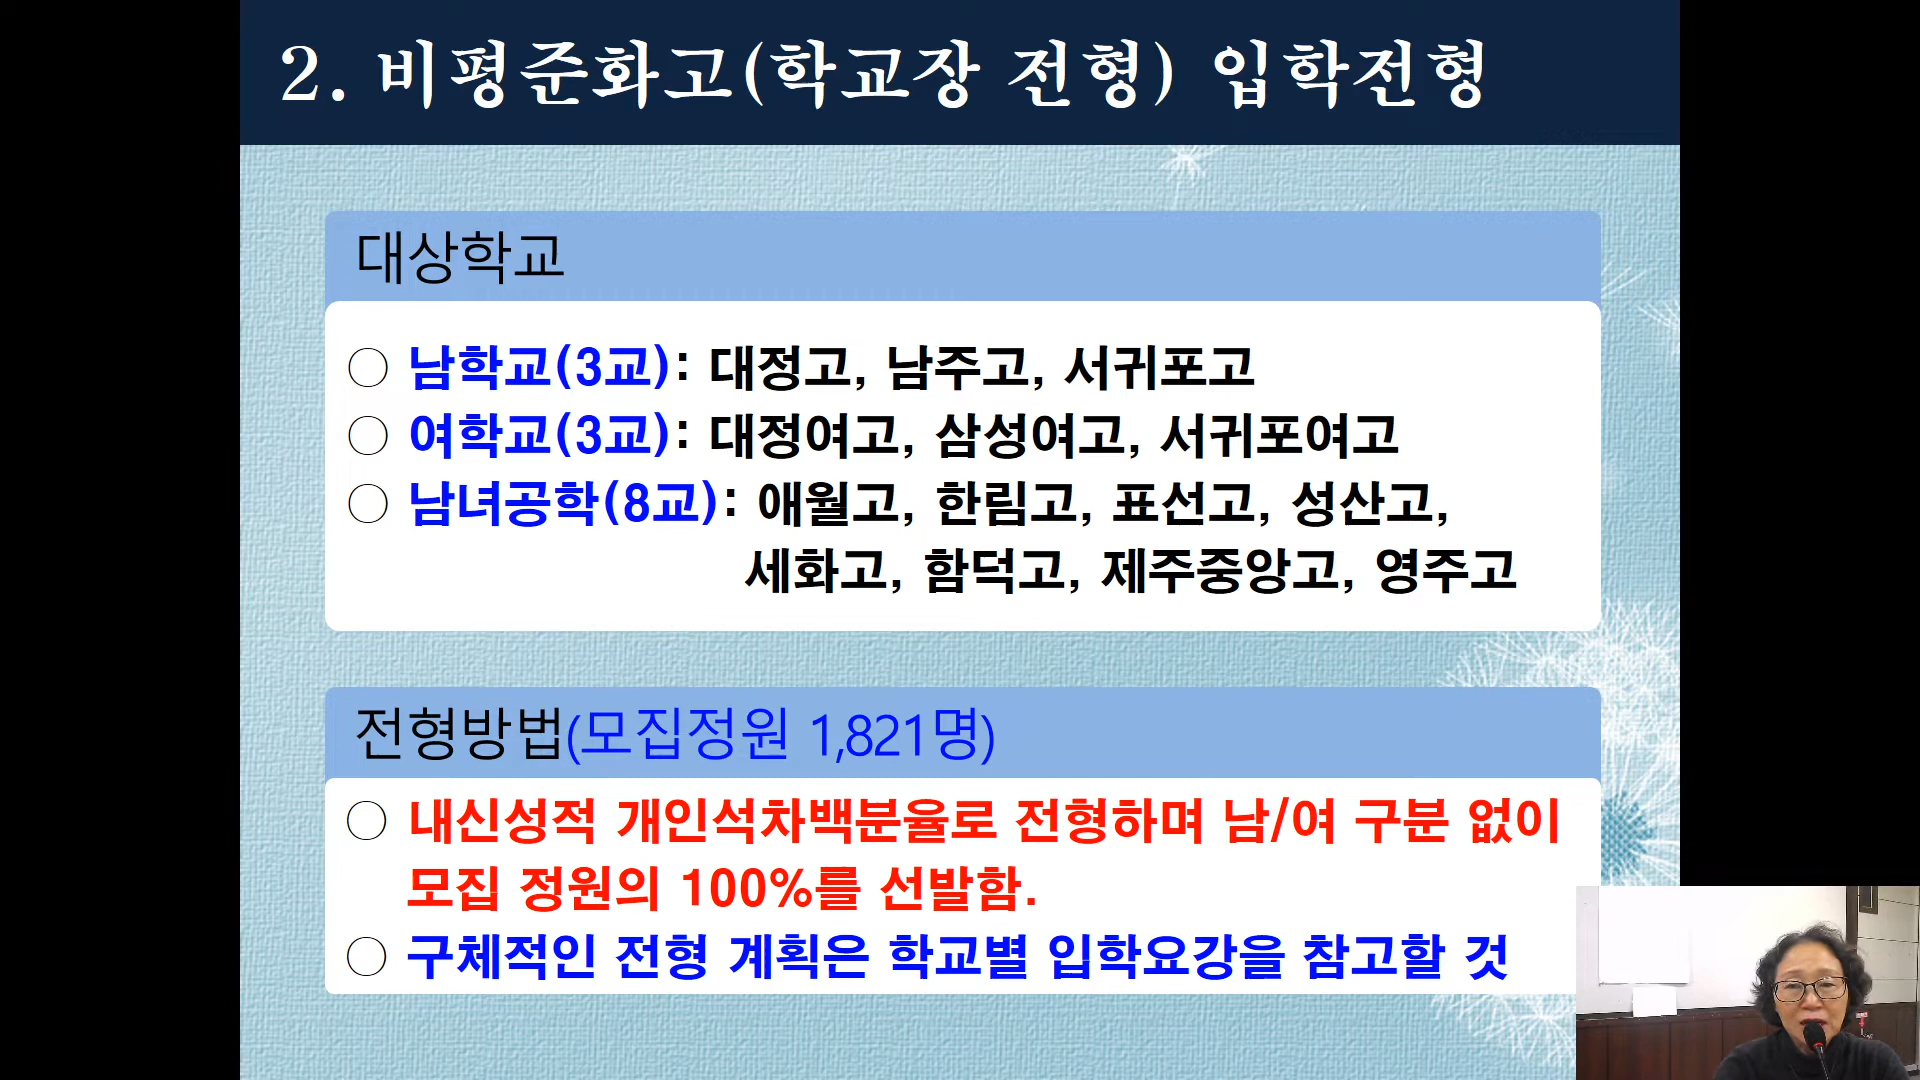 2. 비평준화고(학교장 전형) 입학전형
대상학교
○ 남학교(3교): 대정고, 남주고, 서귀포고
○ 여학교(3교): 대정여고, 삼성여고, 서귀포여고
○ 남녀공학(8교): 애월고, 한림고, 표선고, 성산고,
세화고, 함덕고, 제주중앙고, 영주고
전형방법(모집정원 1,821명)
○ 내신성적 개인석차백분율로 전형하며 남/여 구분 없이
모집 정원의 100%를 선발함.
○ 구체적인 전형 계획은 학교별 입학요강을 참고할 것